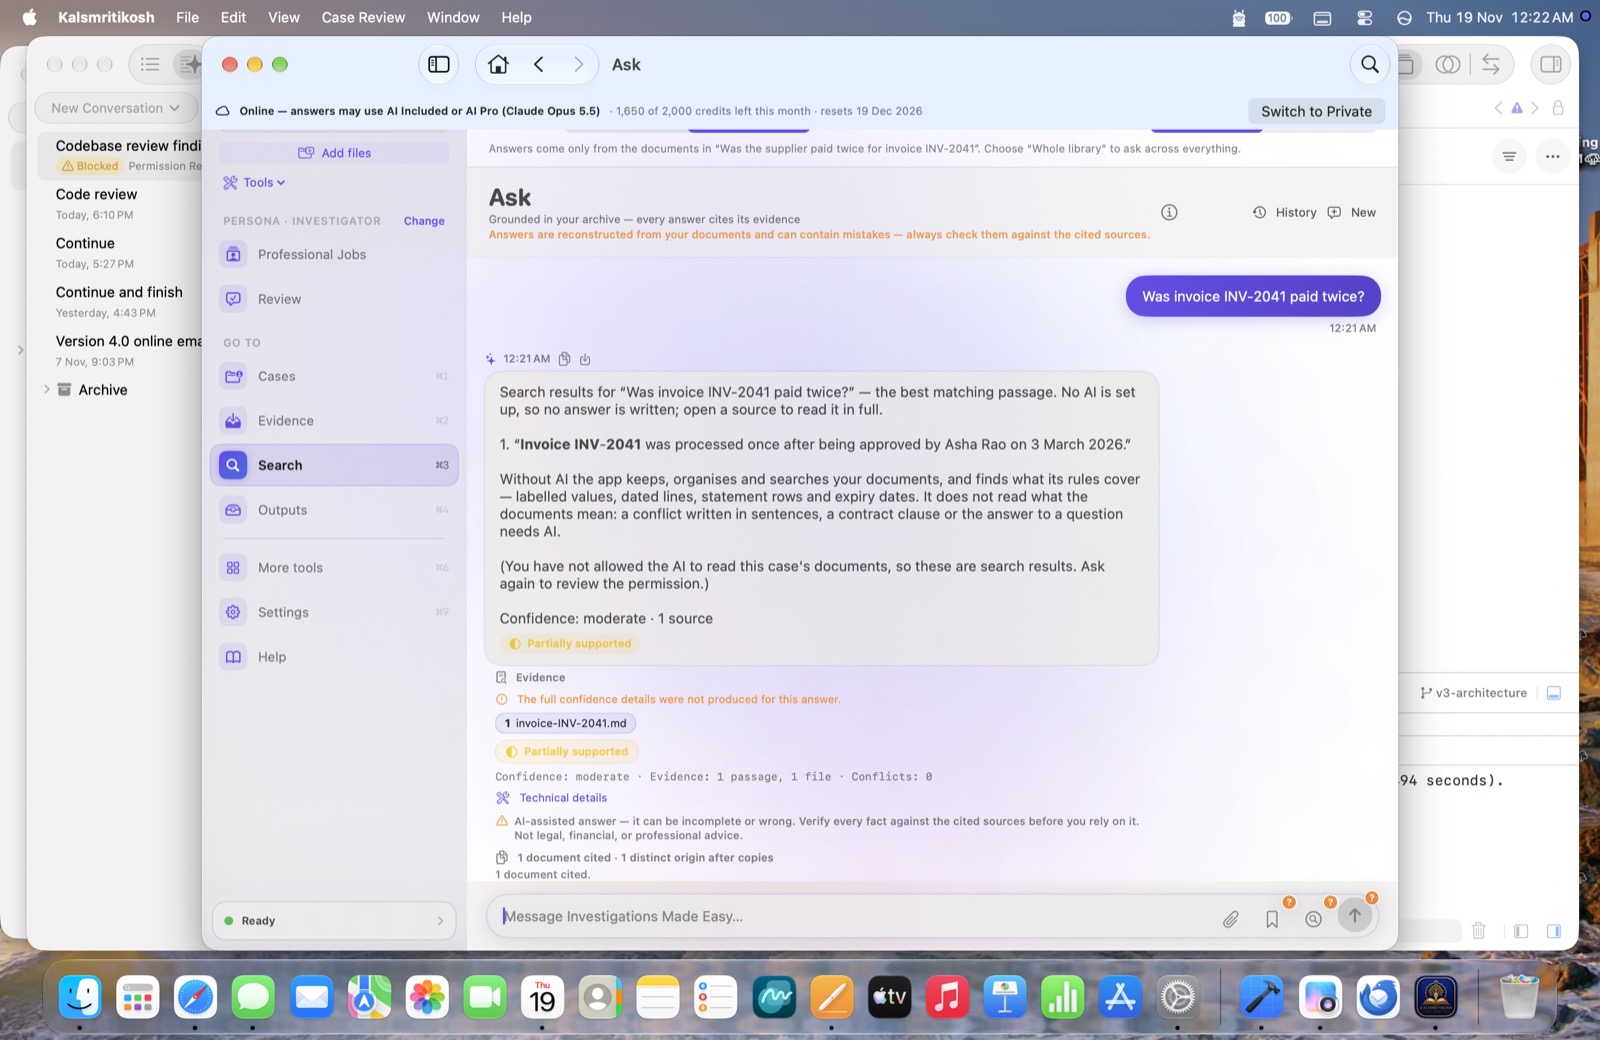 Kalsmritikosh File Edit View Case Review Window Help
100 Thu 19 Nov 12:22 AM
Ask
New Conversation
Online — answers may use AI Included or AI Pro (Claude Opus 5.5) · 1,650 of 2,000 credits left this month · resets 19 Dec 2026
Switch to Private
Codebase review findi
Blocked Permission Re
Code review
Today, 6:10 PM
Continue
Today, 5:27 PM
Continue and finish
Yesterday, 4:43 PM
Version 4.0 online ema
7 Nov, 9:03 PM
Archive
Add files
Tools
PERSONA · INVESTIGATOR Change
Professional Jobs
Review
GO TO
Cases ⌘1
Evidence ⌘2
Search ⌘3
Outputs ⌘4
More tools ⌘6
Settings ⌘9
Help
Ready
Answers come only from the documents in “Was the supplier paid twice for invoice INV-2041”. Choose “Whole library” to ask across everything.
Ask
Grounded in your archive — every answer cites its evidence
Answers are reconstructed from your documents and can contain mistakes — always check them against the cited sources.
History New
Was invoice INV-2041 paid twice?
12:21 AM
12:21 AM
Search results for “Was invoice INV-2041 paid twice?” — the best matching passage. No AI is set
up, so no answer is written; open a source to read it in full.
1. “Invoice INV-2041 was processed once after being approved by Asha Rao on 3 March 2026.”
Without AI the app keeps, organises and searches your documents, and finds what its rules cover
— labelled values, dated lines, statement rows and expiry dates. It does not read what the
documents mean: a conflict written in sentences, a contract clause or the answer to a question
needs AI.
(You have not allowed the AI to read this case's documents, so these are search results. Ask
again to review the permission.)
Confidence: moderate · 1 source
Partially supported
Evidence
The full confidence details were not produced for this answer.
1 invoice-INV-2041.md
Partially supported
Confidence: moderate · Evidence: 1 passage, 1 file · Conflicts: 0
Technical details
AI-assisted answer — it can be incomplete or wrong. Verify every fact against the cited sources before you rely on it.
Not legal, financial, or professional advice.
1 document cited · 1 distinct origin after copies
1 document cited.
Message Investigations Made Easy...
? ? ?
v3-architecture
94 seconds).
Thu
19
tv